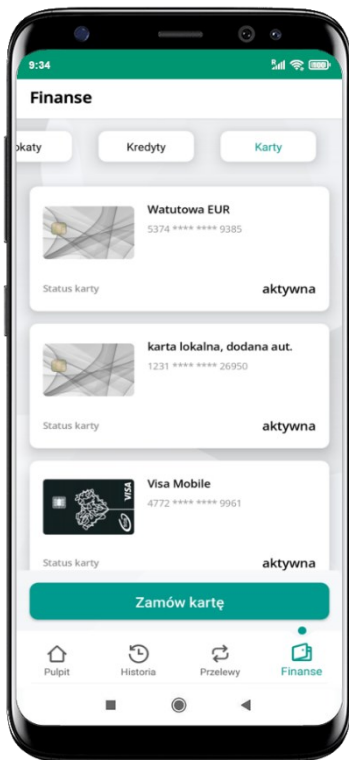 9:34
Finanse
okaty
Kredyty
Karty
Watutowa EUR
5374 **** **** 9385
Status karty
aktywna
karta lokalna, dodana aut.
1231 **** **** 26950
Status karty
aktywna
VISA
Visa Mobile
4772 **** **** 9961
Status karty
aktywna
Zamów kartę
Pulpit
Historia
Przelewy
Finanse